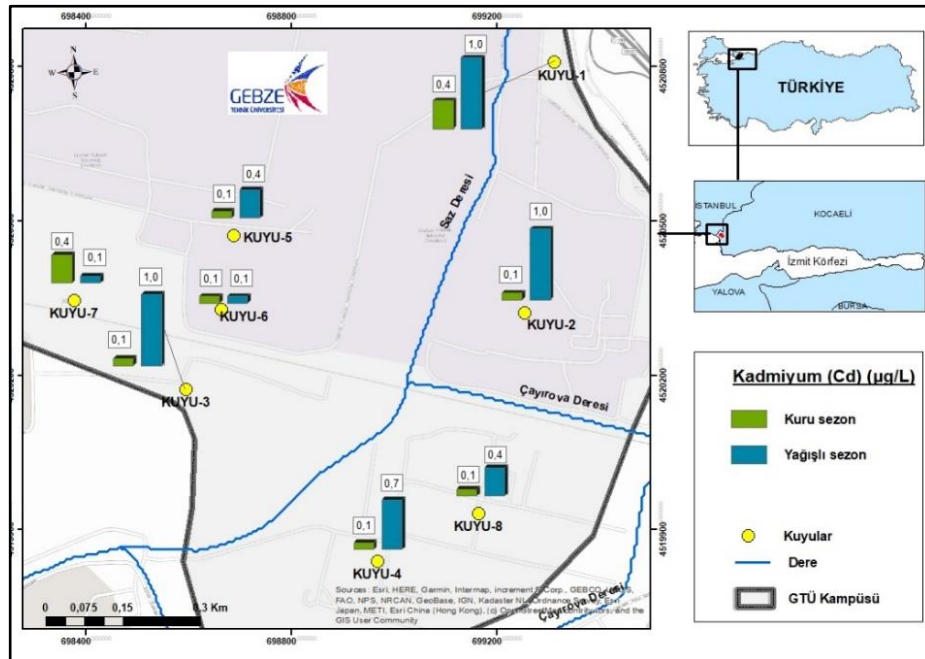 698400
698800
699200
N
W
E
S
GEBZE
TEKNİK ÜNİVERSİTESİ
1,0
0,4
KUYU-1
4520800
Saz Deresi
0,4
0,1
KUYU-5
1,0
0,1
KUYU-2
4520500
0,4
0,1
KUYU-7
0,1
0,1
KUYU-6
1,0
0,1
KUYU-3
4520200
Çayırova Deresi
0,7
0,1
KUYU-4
0,4
0,1
KUYU-8
4519900
Çayırova Deresi
0 0,075 0,15 0,3 Km
Sources: Esri, HERE, Garmin, Intermap, increment P Corp., GEBCO,
FAO, NPS, NRCAN, GeoBase, IGN, Kadaster NL, Ordnance Survey, Esri
Japan, METI, Esri China (Hong Kong), (c) OpenStreetMap contributors, and the
GIS User Community
698400
698800
699200
TÜRKİYE
İSTANBUL
KOCAELİ
İzmit Körfezi
YALOVA
BURSA
Kadmiyum (Cd) (µg/L)
Kuru sezon
Yağışlı sezon
Kuyular
Dere
GTÜ Kampüsü